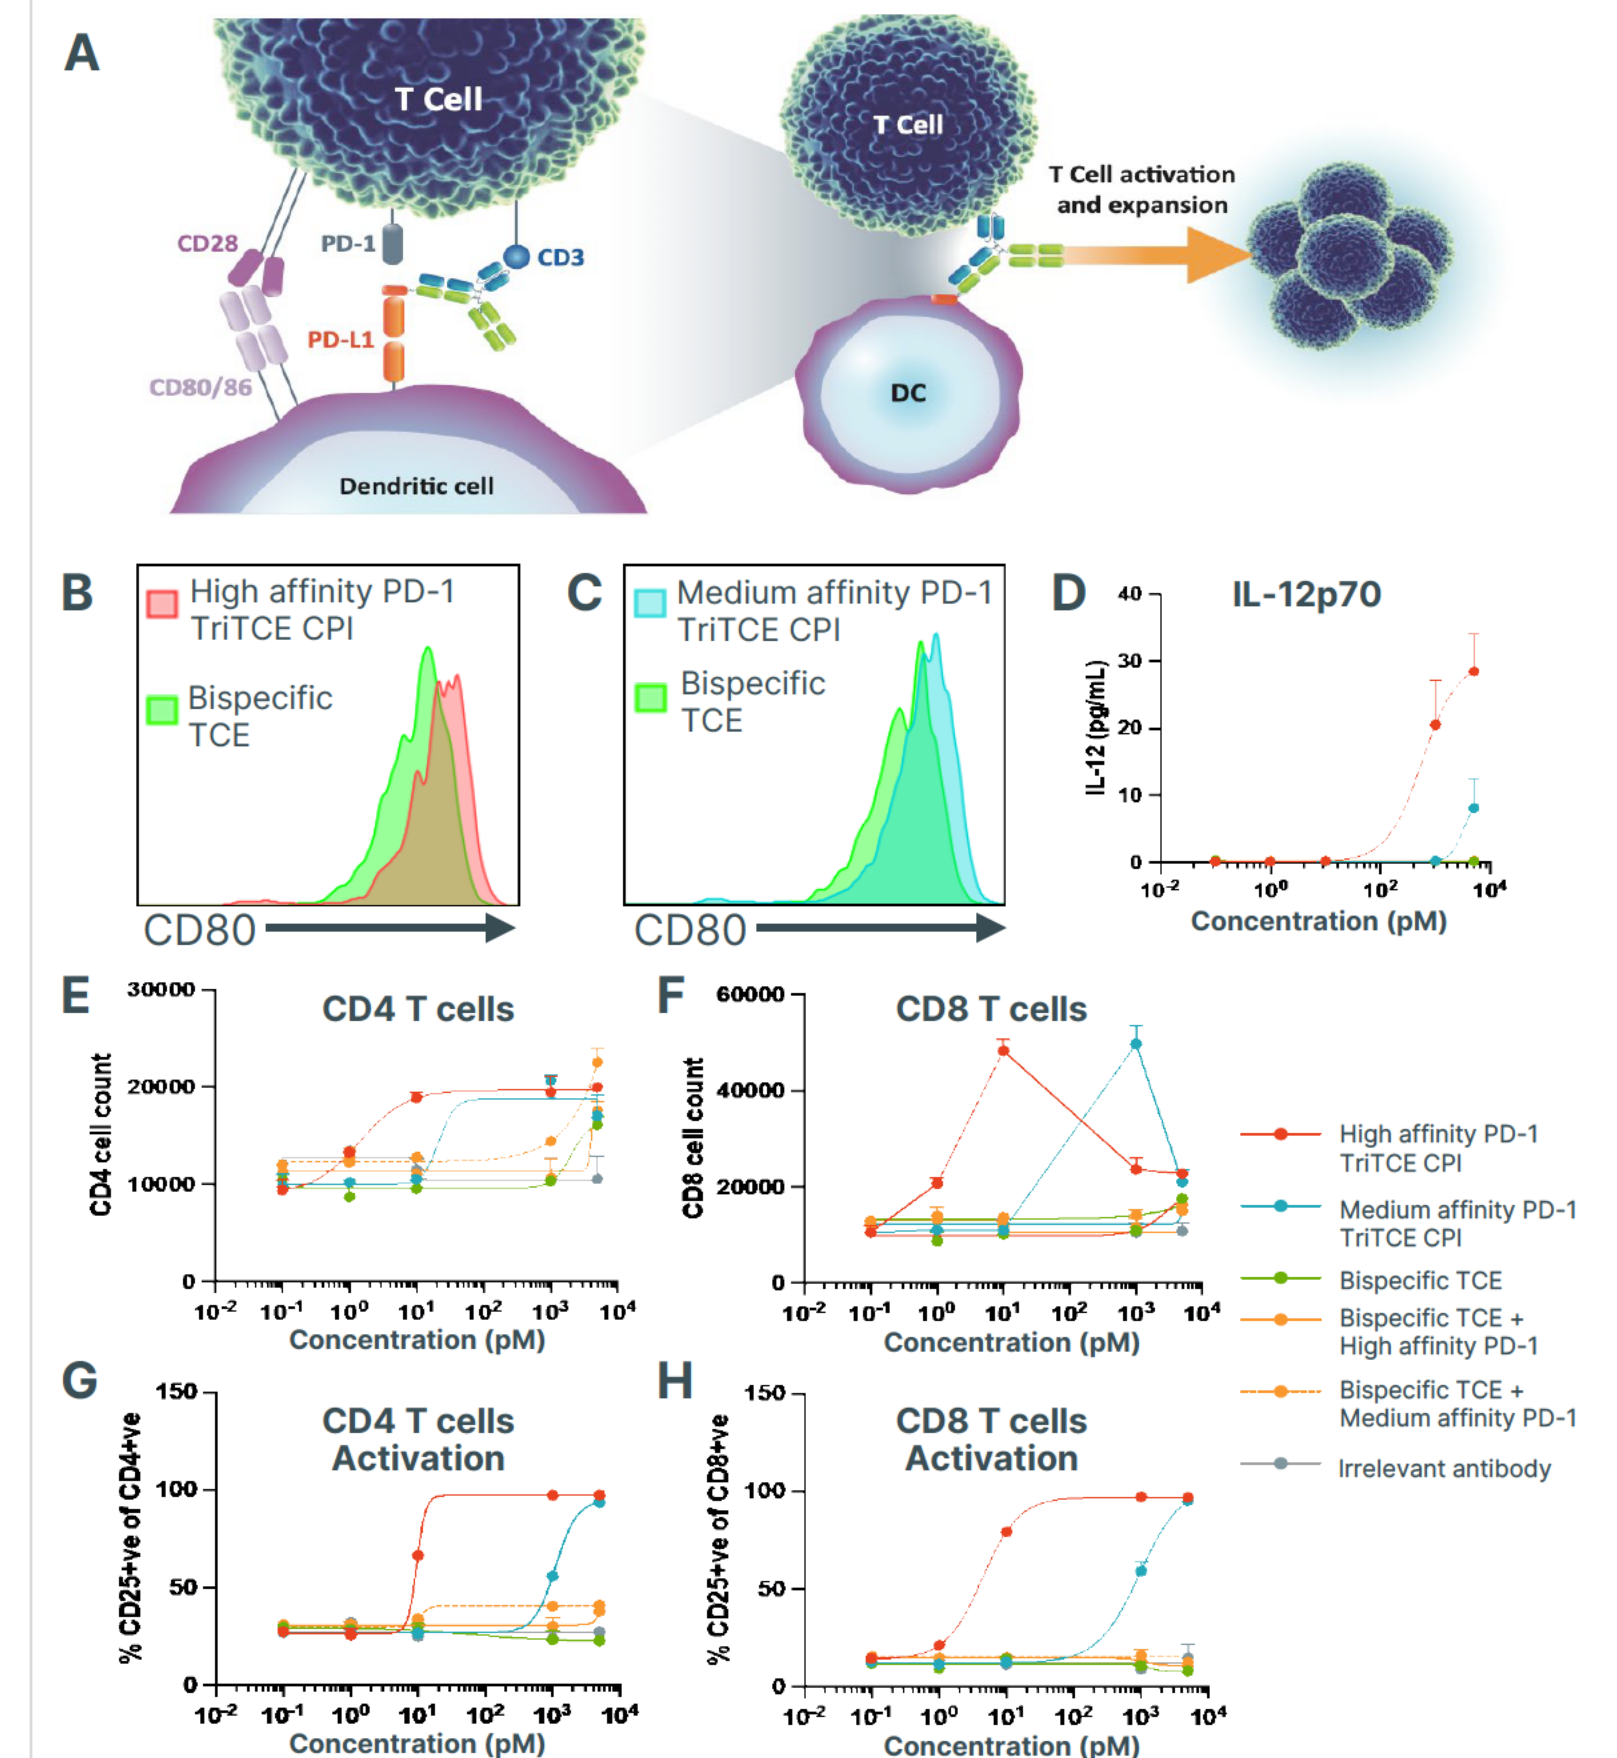 A
T Cell
CD28
PD-1
CD3
PD-L1
CD80/86
Dendritic cell
T Cell
DC
T Cell activation
and expansion
B
High affinity PD-1
TriTCE CPI
Bispecific
TCE
CD80
C
Medium affinity PD-1
TriTCE CPI
Bispecific
TCE
CD80
D
IL-12p70
IL-12 (pg/mL)
40
30
20
10
0
10-2 100 102 104
Concentration (pM)
E
CD4 T cells
CD4 cell count
30000
20000
10000
0
10-2 10-1 100 101 102 103 104
Concentration (pM)
F
CD8 T cells
CD8 cell count
60000
40000
20000
0
10-2 10-1 100 101 102 103 104
Concentration (pM)
High affinity PD-1
TriTCE CPI
Medium affinity PD-1
TriTCE CPI
Bispecific TCE
Bispecific TCE +
High affinity PD-1
Bispecific TCE +
Medium affinity PD-1
Irrelevant antibody
G
CD4 T cells
Activation
% CD25+ve of CD4+ve
150
100
50
0
10-2 10-1 100 101 102 103 104
Concentration (pM)
H
CD8 T cells
Activation
% CD25+ve of CD8+ve
150
100
50
0
10-2 10-1 100 101 102 103 104
Concentration (pM)